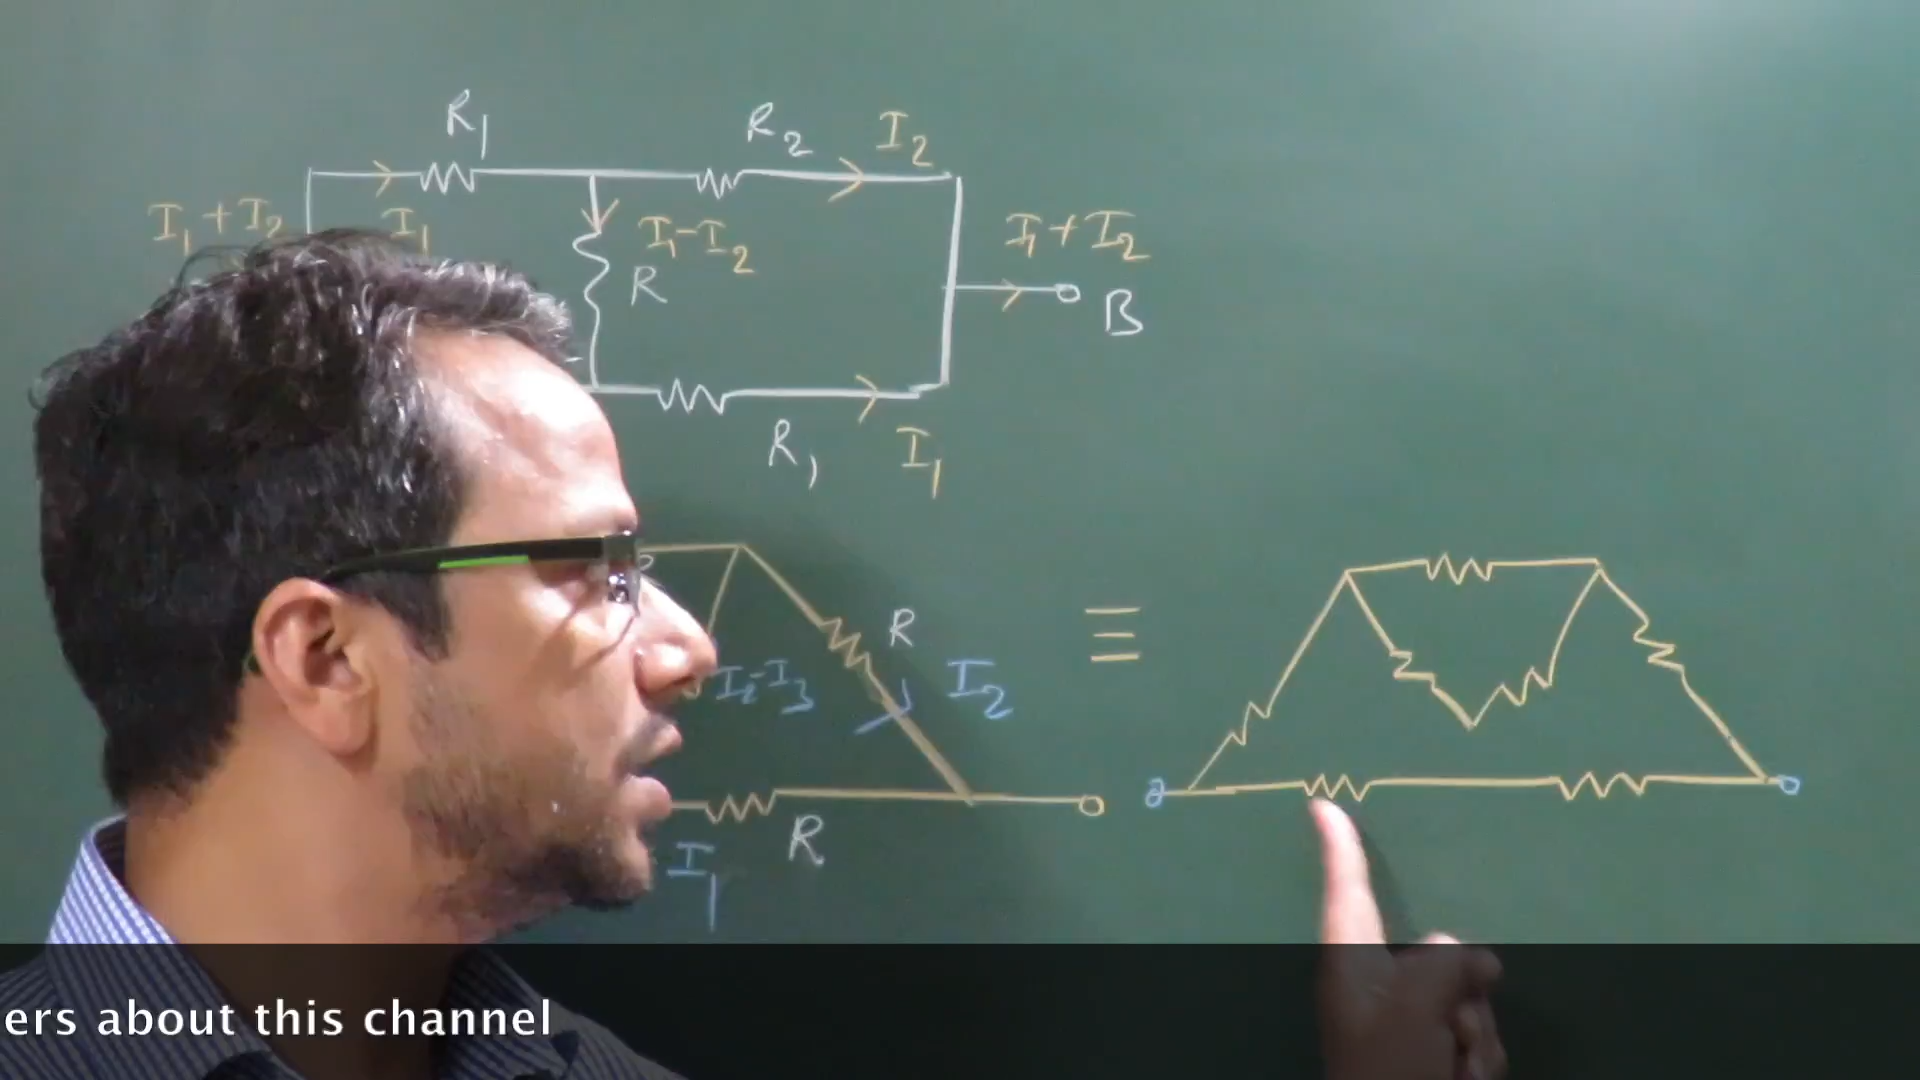 R₁ R₂ I₂
I₁+I₂ I₁ I₁-I₂ I₁+I₂
R B
R₁ I₁
R
I₂-I₃ I₂
≡
R
I₁
ers about this channel